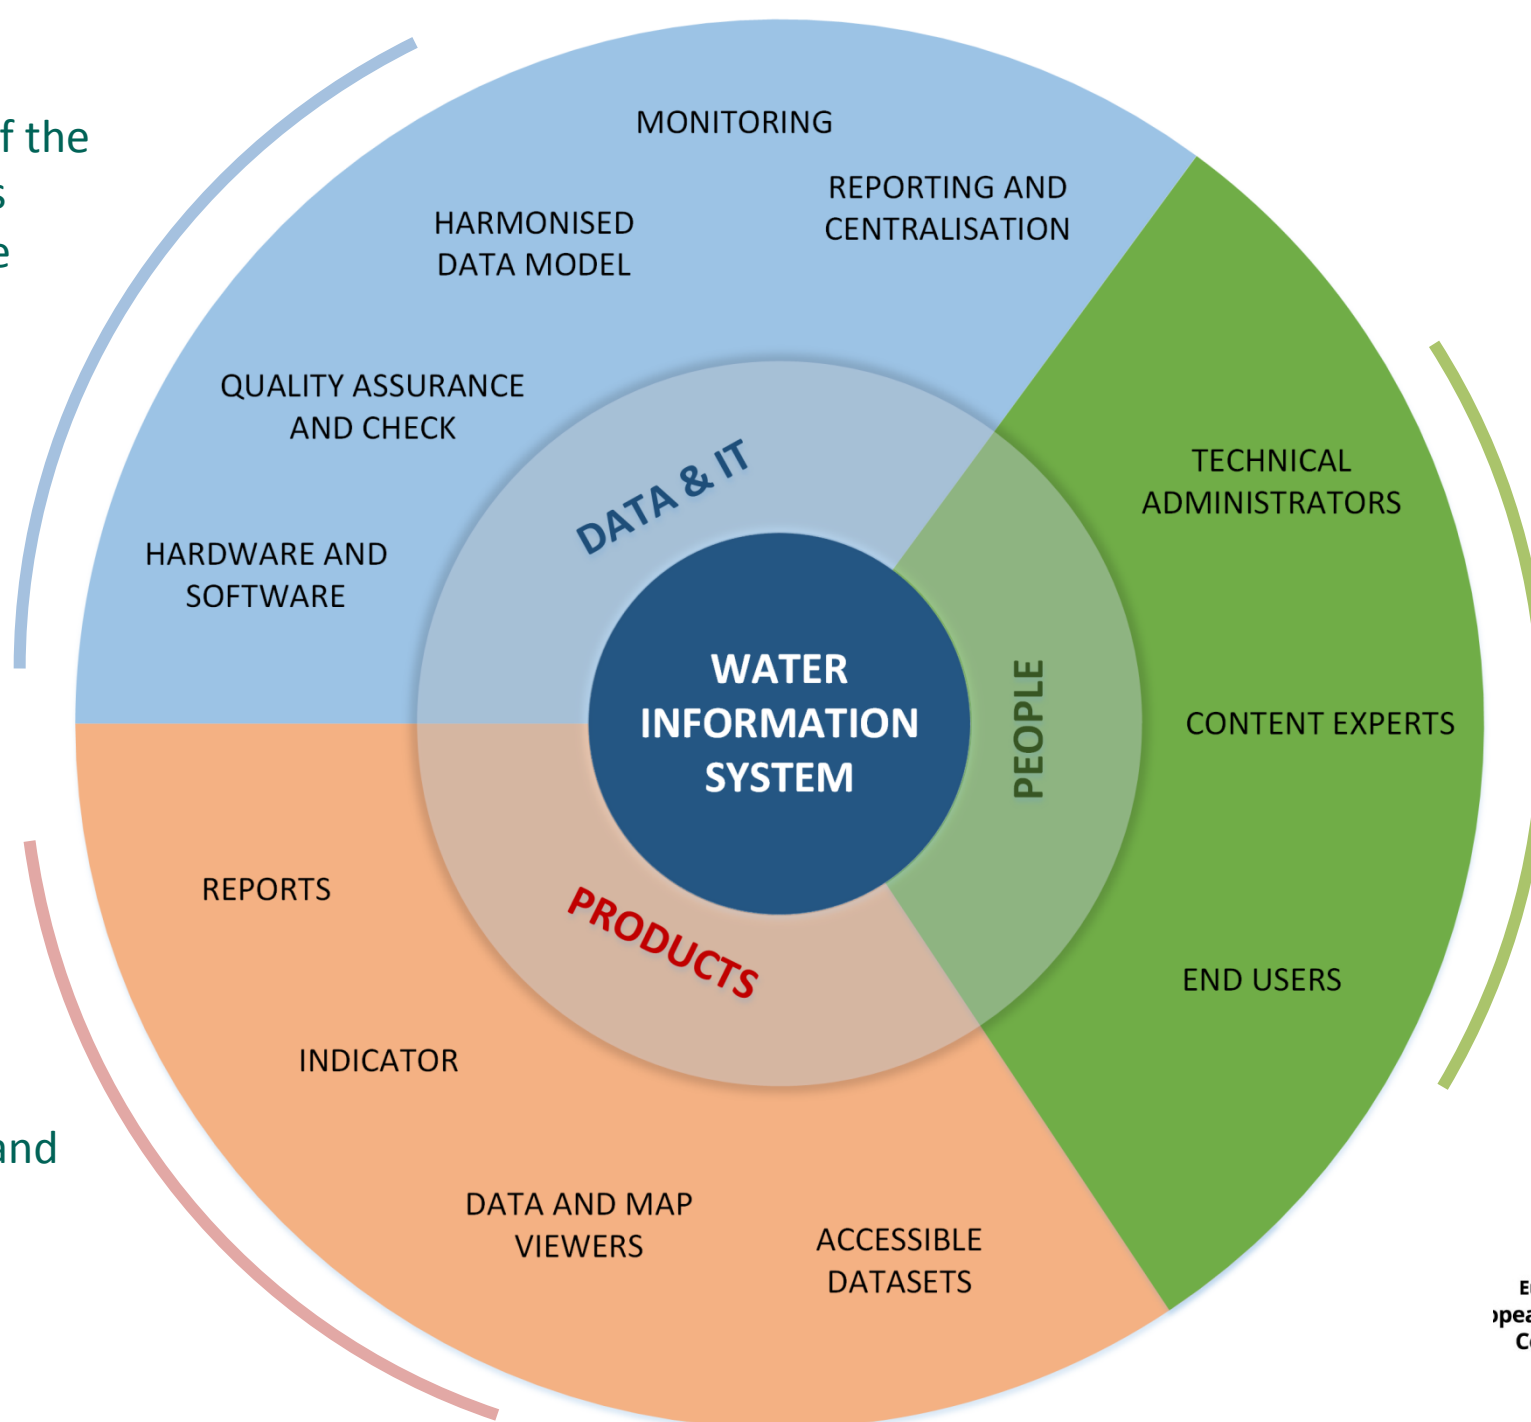 f the
MONITORING
REPORTING AND
CENTRALISATION
HARMONISED
DATA MODEL
QUALITY ASSURANCE
AND CHECK
HARDWARE AND
SOFTWARE
DATA & IT
TECHNICAL
ADMINISTRATORS
CONTENT EXPERTS
END USERS
PEOPLE
WATER
INFORMATION
SYSTEM
PRODUCTS
REPORTS
INDICATOR
DATA AND MAP
VIEWERS
ACCESSIBLE
DATASETS
and